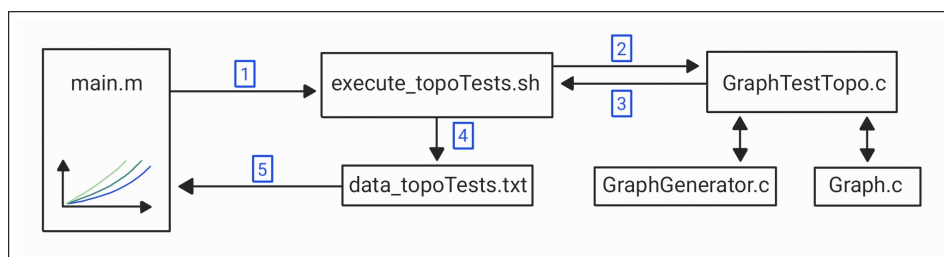 main.m
1
execute_topoTests.sh
2
3
GraphTestTopo.c
4
5
data_topoTests.txt
GraphGenerator.c
Graph.c